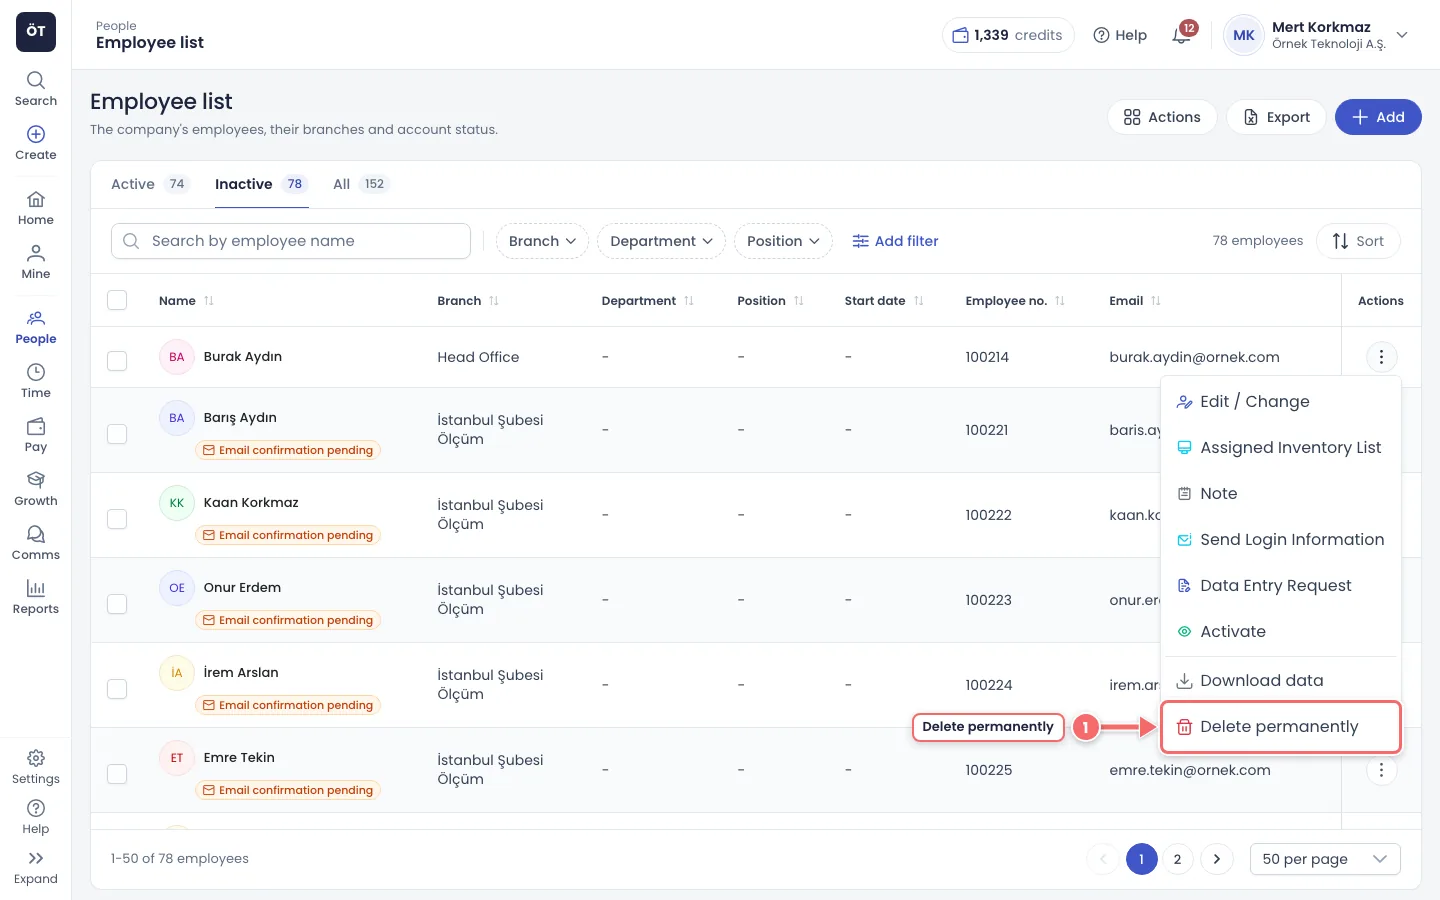 ÖT
Search
Create
Home
Mine
People
Time
Pay
Growth
Comms
Reports
Settings
Help
Expand
People
Employee list
1,339 credits
Help
12
MK
Mert Korkmaz
Örnek Teknoloji A.Ş.
Employee list
The company's employees, their branches and account status.
Actions
Export
Add
Active 74
Inactive 78
All 152
Search by employee name
Branch
Department
Position
Add filter
78 employees
Sort
Name
Branch
Department
Position
Start date
Employee no.
Email
Actions
BA Burak Aydın Head Office - - - 100214 burak.aydin@ornek.com
BA Barış Aydın
Email confirmation pending
İstanbul Şubesi
Ölçüm
- - - 100221 baris.ay
KK Kaan Korkmaz
Email confirmation pending
İstanbul Şubesi
Ölçüm
- - - 100222 kaan.ko
OE Onur Erdem
Email confirmation pending
İstanbul Şubesi
Ölçüm
- - - 100223 onur.er
İA İrem Arslan
Email confirmation pending
İstanbul Şubesi
Ölçüm
- - - 100224 irem.ar
ET Emre Tekin
Email confirmation pending
İstanbul Şubesi
Ölçüm
- - - 100225 emre.tekin@ornek.com
Edit / Change
Assigned Inventory List
Note
Send Login Information
Data Entry Request
Activate
Download data
Delete permanently
Delete permanently 1
1-50 of 78 employees
1
2
50 per page